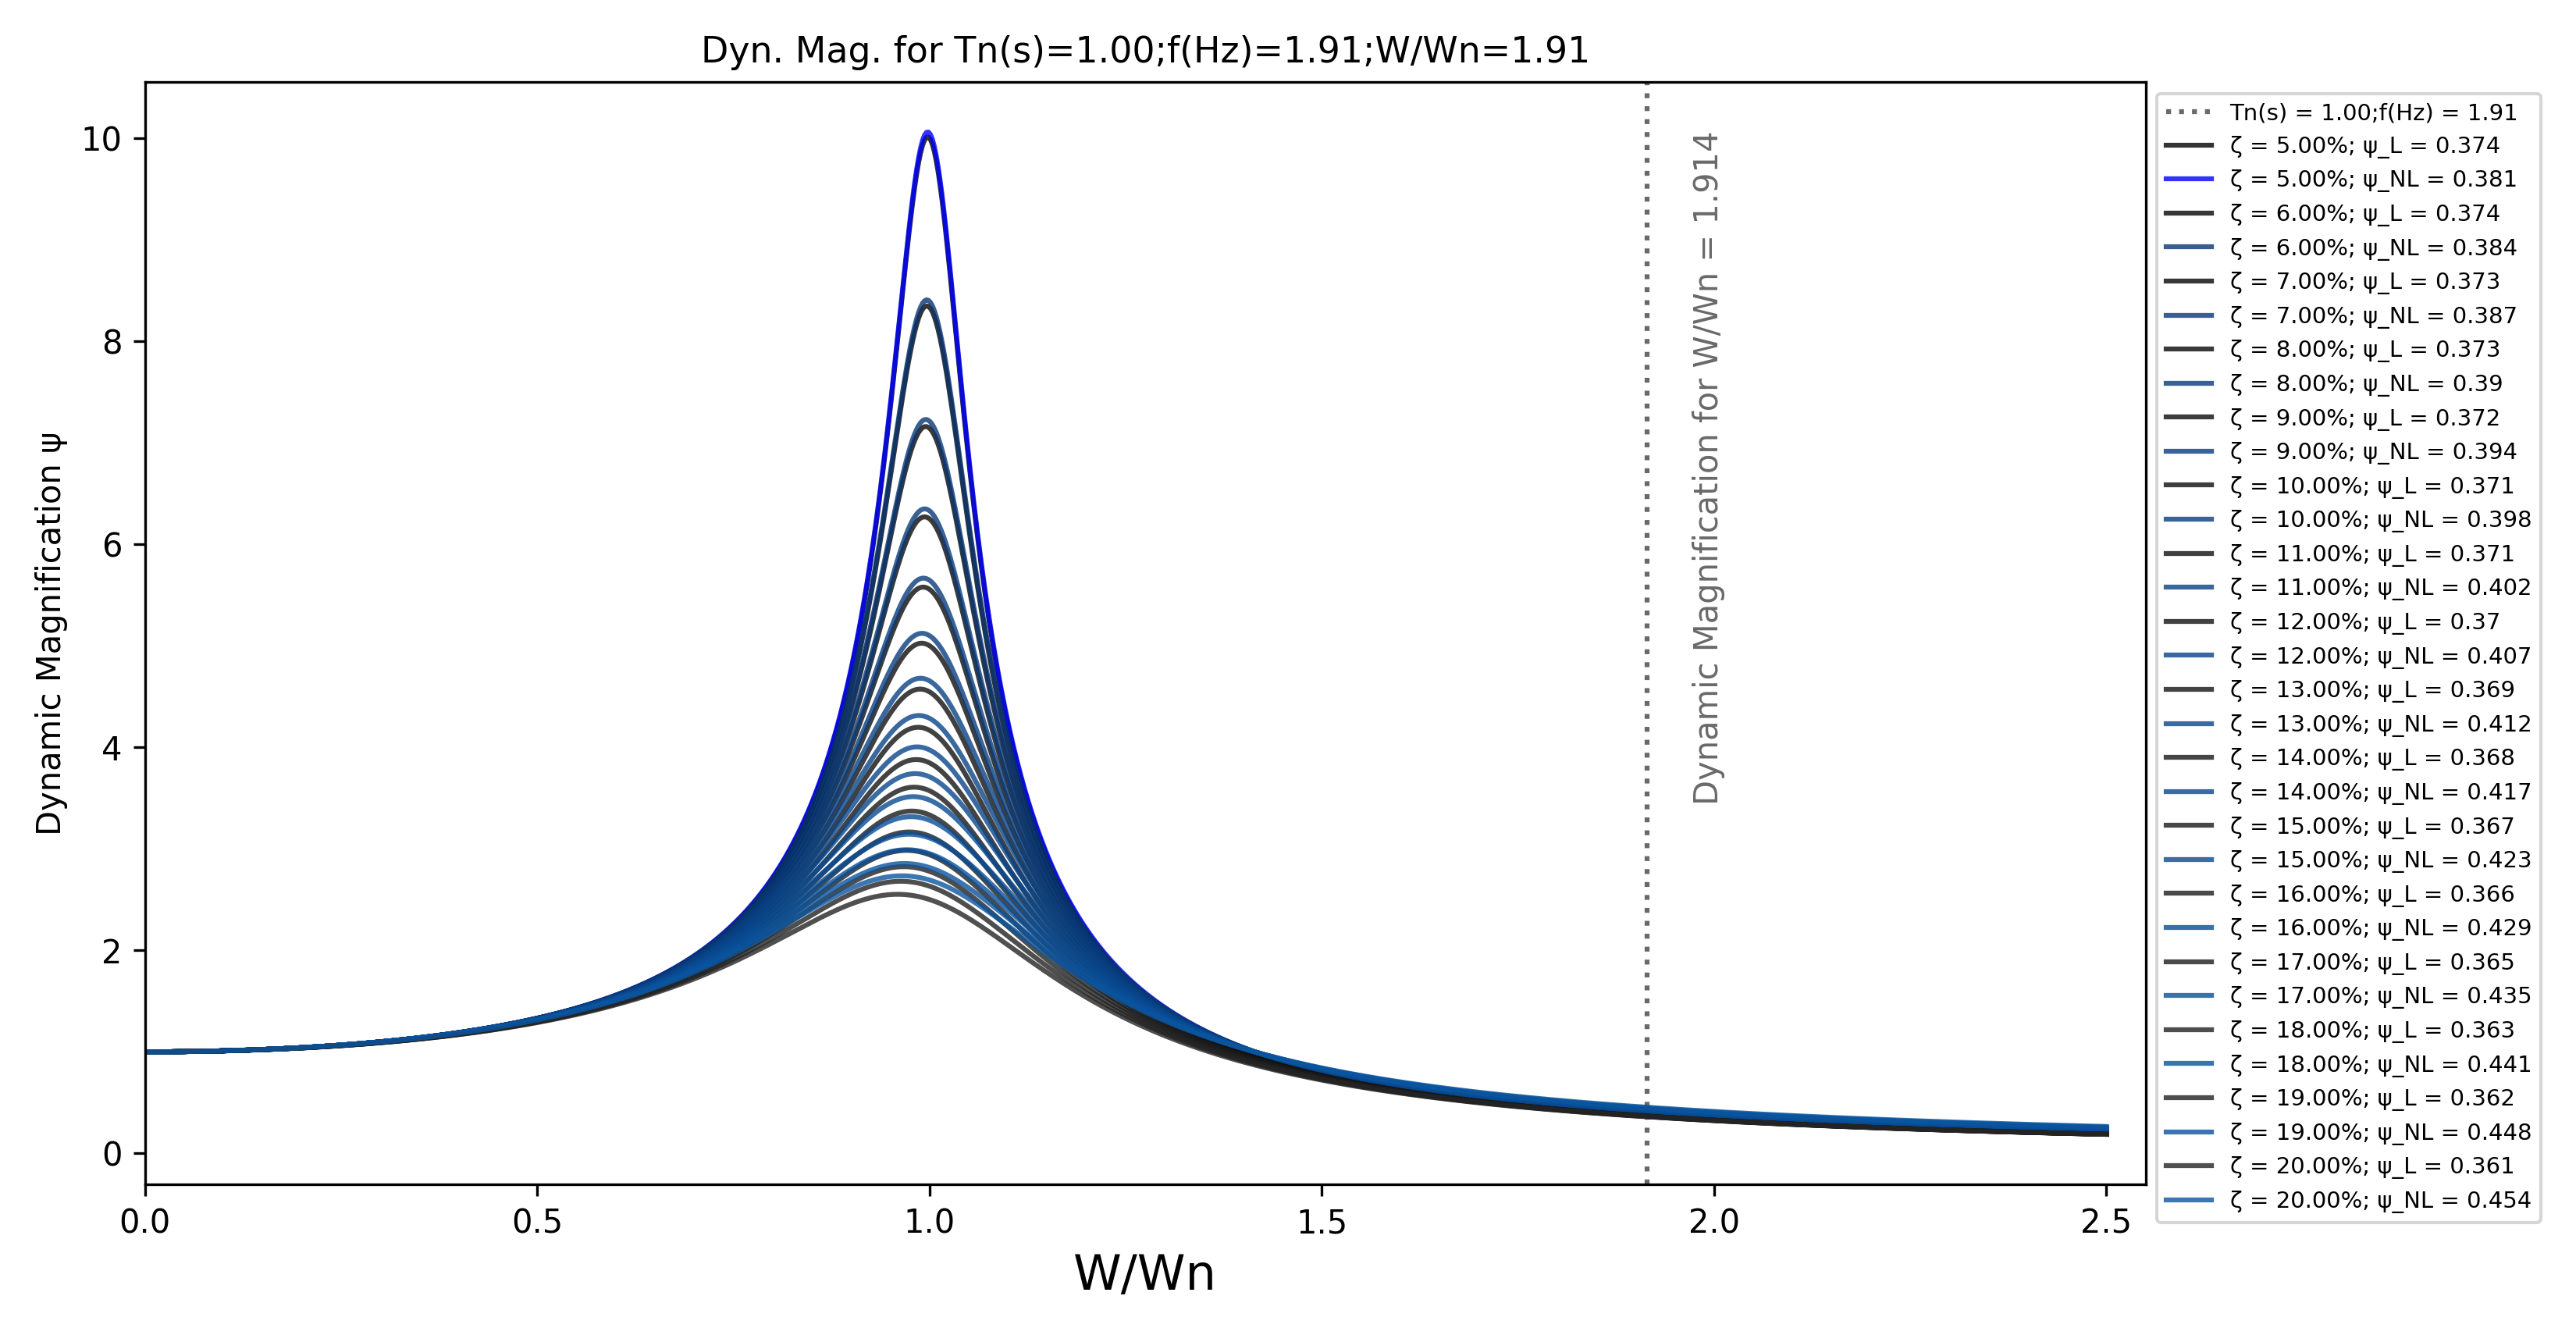 Dyn. Mag. for Tn(s)=1.00;f(Hz)=1.91;W/Wn=1.91
Dynamic Magnification ψ
10
8
6
4
2
0
0.0
0.5
1.0
1.5
2.0
2.5
W/Wn
Dynamic Magnification for W/Wn = 1.914
Tn(s) = 1.00;f(Hz) = 1.91
ζ = 5.00%; ψ_L = 0.374
ζ = 5.00%; ψ_NL = 0.381
ζ = 6.00%; ψ_L = 0.374
ζ = 6.00%; ψ_NL = 0.384
ζ = 7.00%; ψ_L = 0.373
ζ = 7.00%; ψ_NL = 0.387
ζ = 8.00%; ψ_L = 0.373
ζ = 8.00%; ψ_NL = 0.39
ζ = 9.00%; ψ_L = 0.372
ζ = 9.00%; ψ_NL = 0.394
ζ = 10.00%; ψ_L = 0.371
ζ = 10.00%; ψ_NL = 0.398
ζ = 11.00%; ψ_L = 0.371
ζ = 11.00%; ψ_NL = 0.402
ζ = 12.00%; ψ_L = 0.37
ζ = 12.00%; ψ_NL = 0.407
ζ = 13.00%; ψ_L = 0.369
ζ = 13.00%; ψ_NL = 0.412
ζ = 14.00%; ψ_L = 0.368
ζ = 14.00%; ψ_NL = 0.417
ζ = 15.00%; ψ_L = 0.367
ζ = 15.00%; ψ_NL = 0.423
ζ = 16.00%; ψ_L = 0.366
ζ = 16.00%; ψ_NL = 0.429
ζ = 17.00%; ψ_L = 0.365
ζ = 17.00%; ψ_NL = 0.435
ζ = 18.00%; ψ_L = 0.363
ζ = 18.00%; ψ_NL = 0.441
ζ = 19.00%; ψ_L = 0.362
ζ = 19.00%; ψ_NL = 0.448
ζ = 20.00%; ψ_L = 0.361
ζ = 20.00%; ψ_NL = 0.454